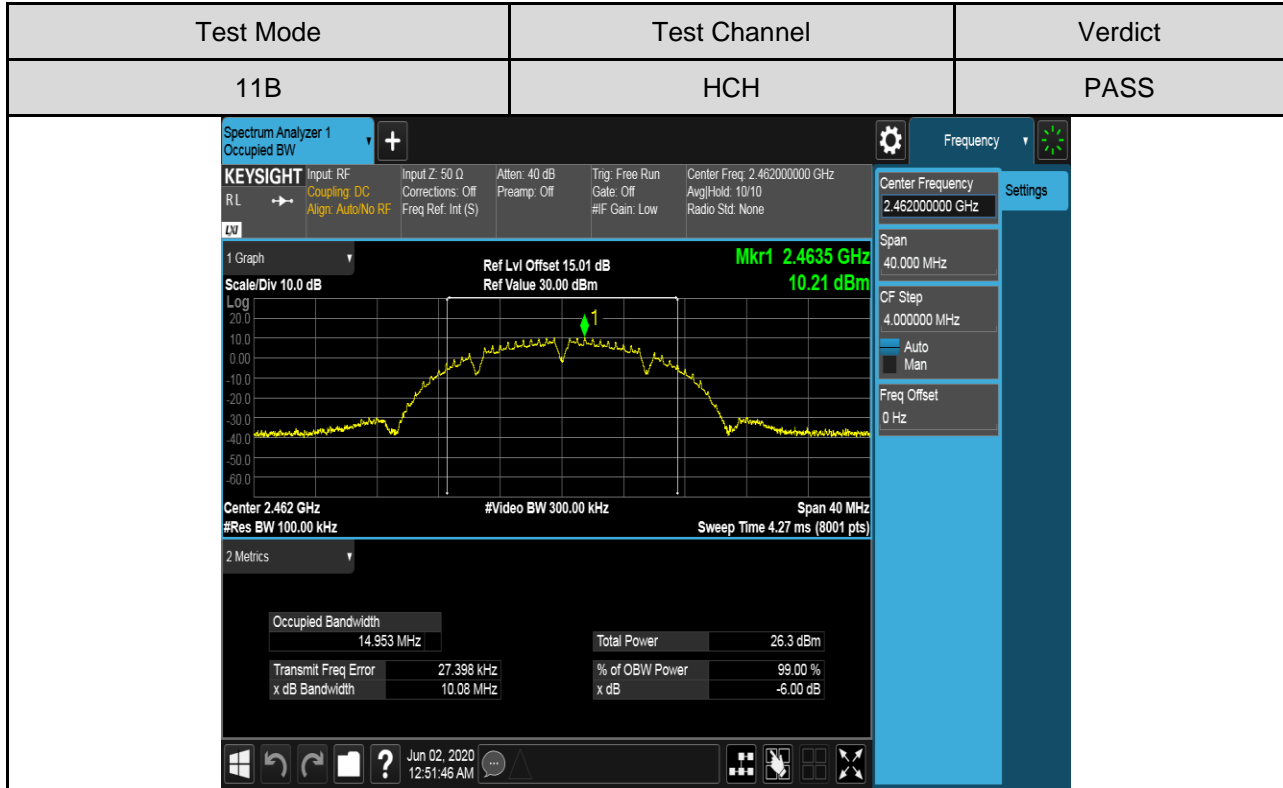 Test Mode Test Channel Verdict
11B HCH PASS
Spectrum Analyzer 1
Occupied BW
+
Frequency
KEYSIGHT Input: RF Input Z: 50 Ω Atten: 40 dB Trig: Free Run Center Freq: 2.462000000 GHz
RL Coupling: DC Corrections: Off Preamp: Off Gate: Off Avg|Hold: 10/10
Align: Auto/No RF Freq Ref: Int (S) #IF Gain: Low Radio Std: None
LXI
Center Frequency
2.462000000 GHz
Settings
Span
40.000 MHz
CF Step
4.000000 MHz
Auto
Man
Freq Offset
0 Hz
1 Graph Ref Lvl Offset 15.01 dB Mkr1 2.4635 GHz
Scale/Div 10.0 dB Ref Value 30.00 dBm 10.21 dBm
Log
20.0
1
10.0
0.00
-10.0
-20.0
-30.0
-40.0
-50.0
-60.0
Center 2.462 GHz #Video BW 300.00 kHz Span 40 MHz
#Res BW 100.00 kHz Sweep Time 4.27 ms (8001 pts)
2 Metrics
Occupied Bandwidth
14.953 MHz Total Power 26.3 dBm
Transmit Freq Error 27.398 kHz % of OBW Power 99.00 %
x dB Bandwidth 10.08 MHz x dB -6.00 dB
? Jun 02, 2020
12:51:46 AM